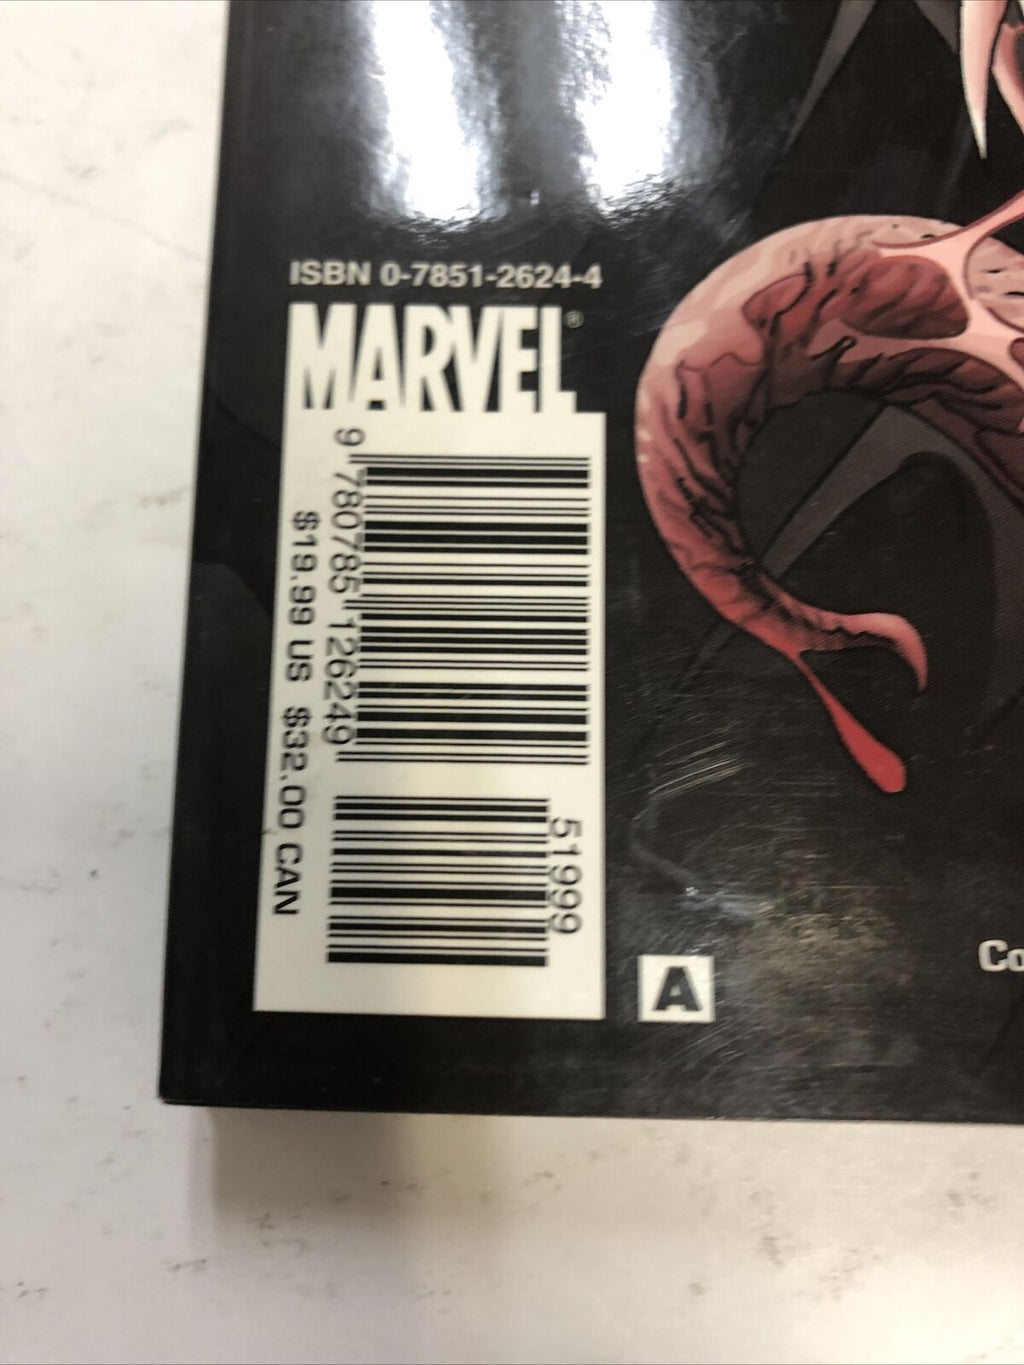 ISBN 0-7851-2624-4
MARVEL®
9 780785 126249
$19.99 US $32.00 CAN
51999
A
Co